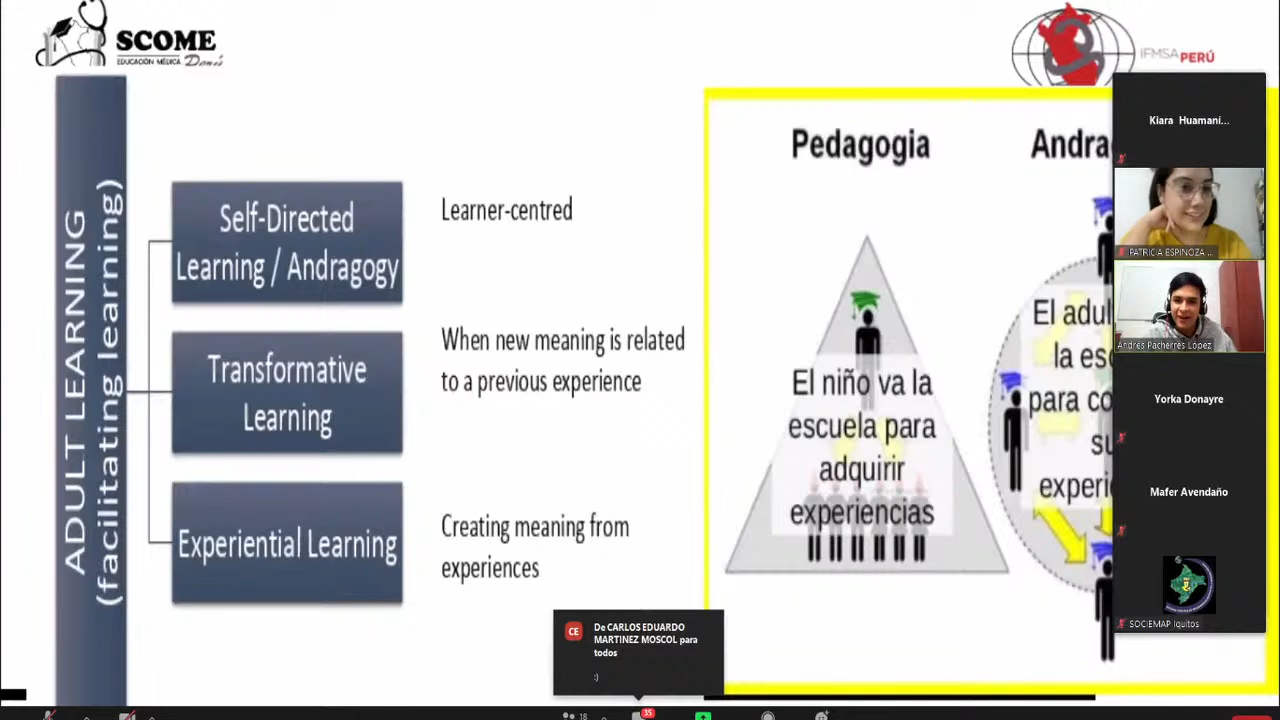 SCOME
EDUCACIÓN MÉDICA
IFMSA PERÚ
ADULT LEARNING
(facilitating learning)
Self-Directed
Learning / Andragogy
Learner-centred
Transformative
Learning
When new meaning is related
to a previous experience
Experiential Learning
Creating meaning from
experiences
Pedagogia
El niño va la
escuela para
adquirir
experiencias
Andra
El adul
la es
para co
su
experi
Kiara Huamaní...
PATRICIA ESPINOZA ...
Andrés Pacherres López
Yorka Donayre
Mafer Avendaño
SOCIEMAP Iquitos
CE
De CARLOS EDUARDO
MARTINEZ MOSCOL para
todos
:)
18
35